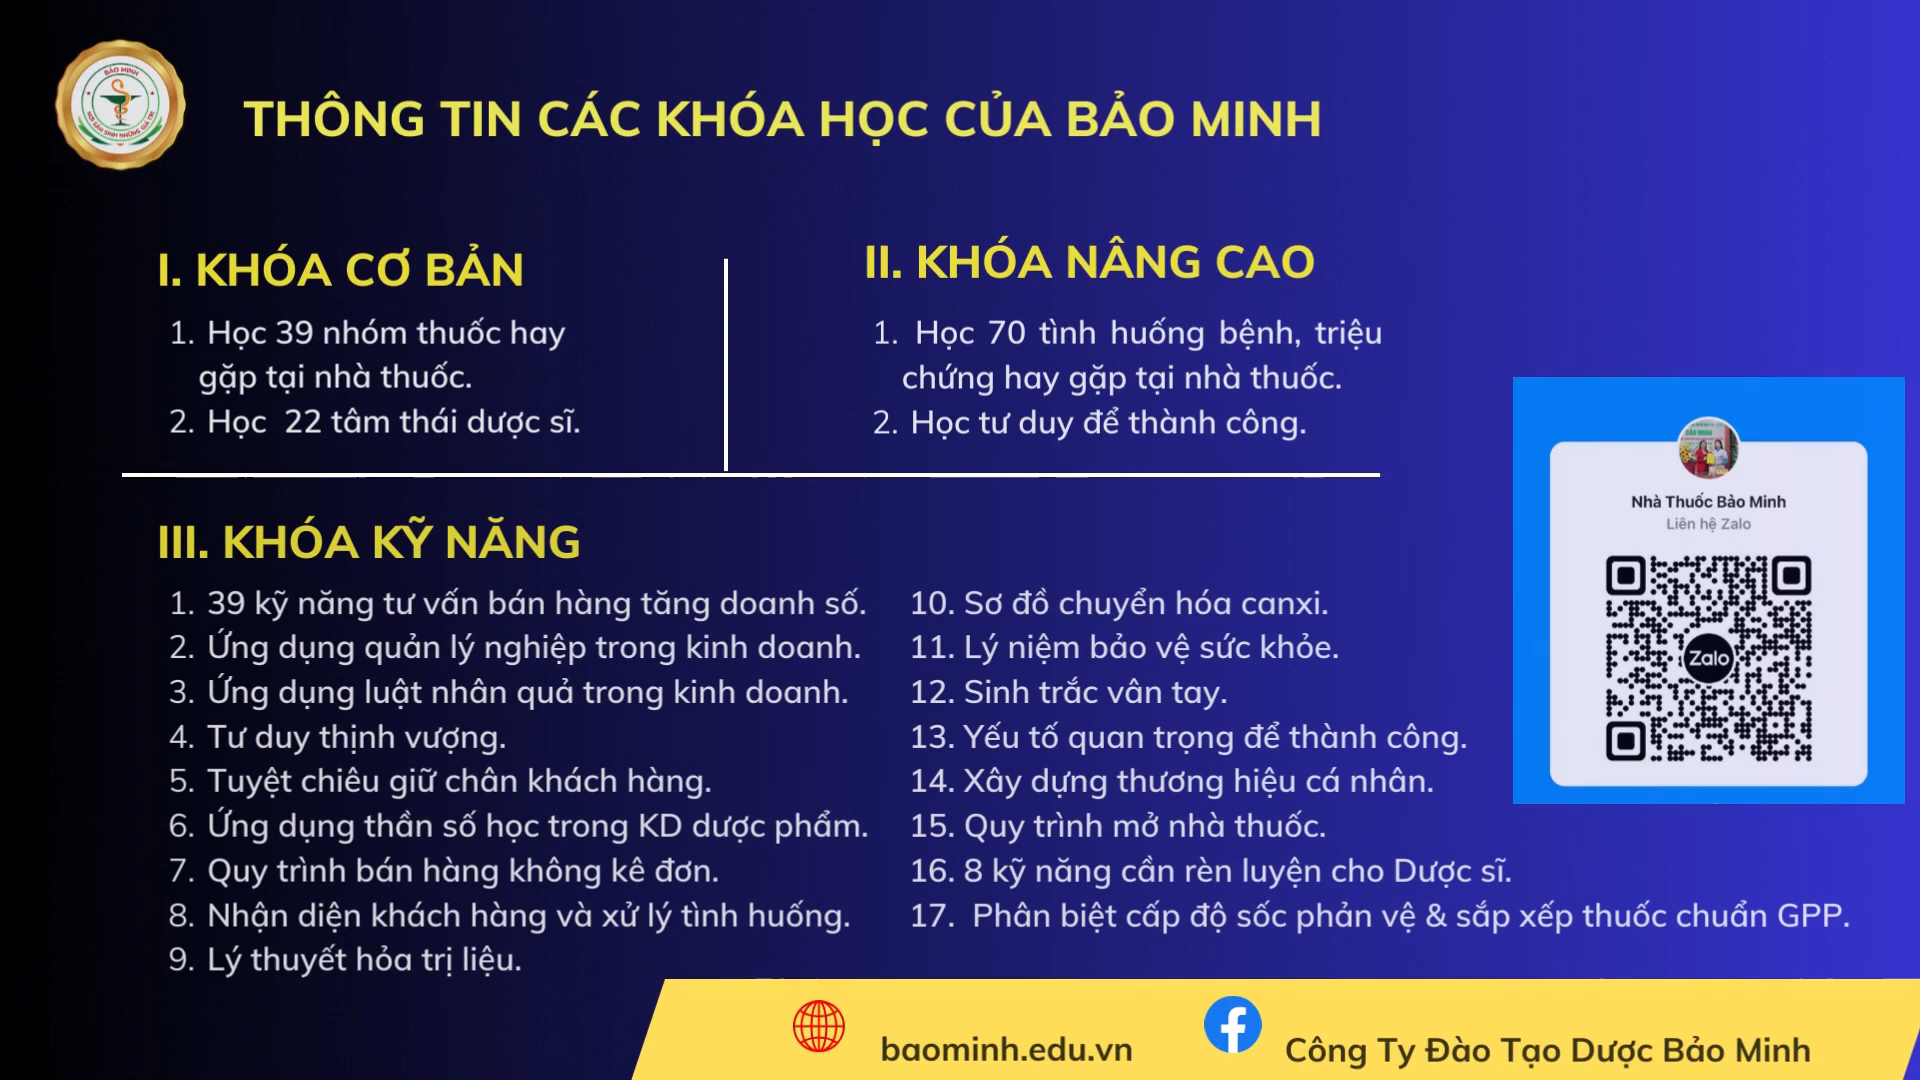 BẢO MINH
NƠI SẢN SINH NHỮNG GIÁ TRỊ
THÔNG TIN CÁC KHÓA HỌC CỦA BẢO MINH
I. KHÓA CƠ BẢN
1. Học 39 nhóm thuốc hay
gặp tại nhà thuốc.
2. Học 22 tâm thái dược sĩ.
II. KHÓA NÂNG CAO
1. Học 70 tình huống bệnh, triệu
chứng hay gặp tại nhà thuốc.
2. Học tư duy để thành công.
III. KHÓA KỸ NĂNG
1. 39 kỹ năng tư vấn bán hàng tăng doanh số.
2. Ứng dụng quản lý nghiệp trong kinh doanh.
3. Ứng dụng luật nhân quả trong kinh doanh.
4. Tư duy thịnh vượng.
5. Tuyệt chiêu giữ chân khách hàng.
6. Ứng dụng thần số học trong KD dược phẩm.
7. Quy trình bán hàng không kê đơn.
8. Nhận diện khách hàng và xử lý tình huống.
9. Lý thuyết hỏa trị liệu.
10. Sơ đồ chuyển hóa canxi.
11. Lý niệm bảo vệ sức khỏe.
12. Sinh trắc vân tay.
13. Yếu tố quan trọng để thành công.
14. Xây dựng thương hiệu cá nhân.
15. Quy trình mở nhà thuốc.
16. 8 kỹ năng cần rèn luyện cho Dược sĩ.
17. Phân biệt cấp độ sốc phản vệ & sắp xếp thuốc chuẩn GPP.
BẢO MINH
Nhà Thuốc Bảo Minh
Liên hệ Zalo
Zalo
baominh.edu.vn
Công Ty Đào Tạo Dược Bảo Minh